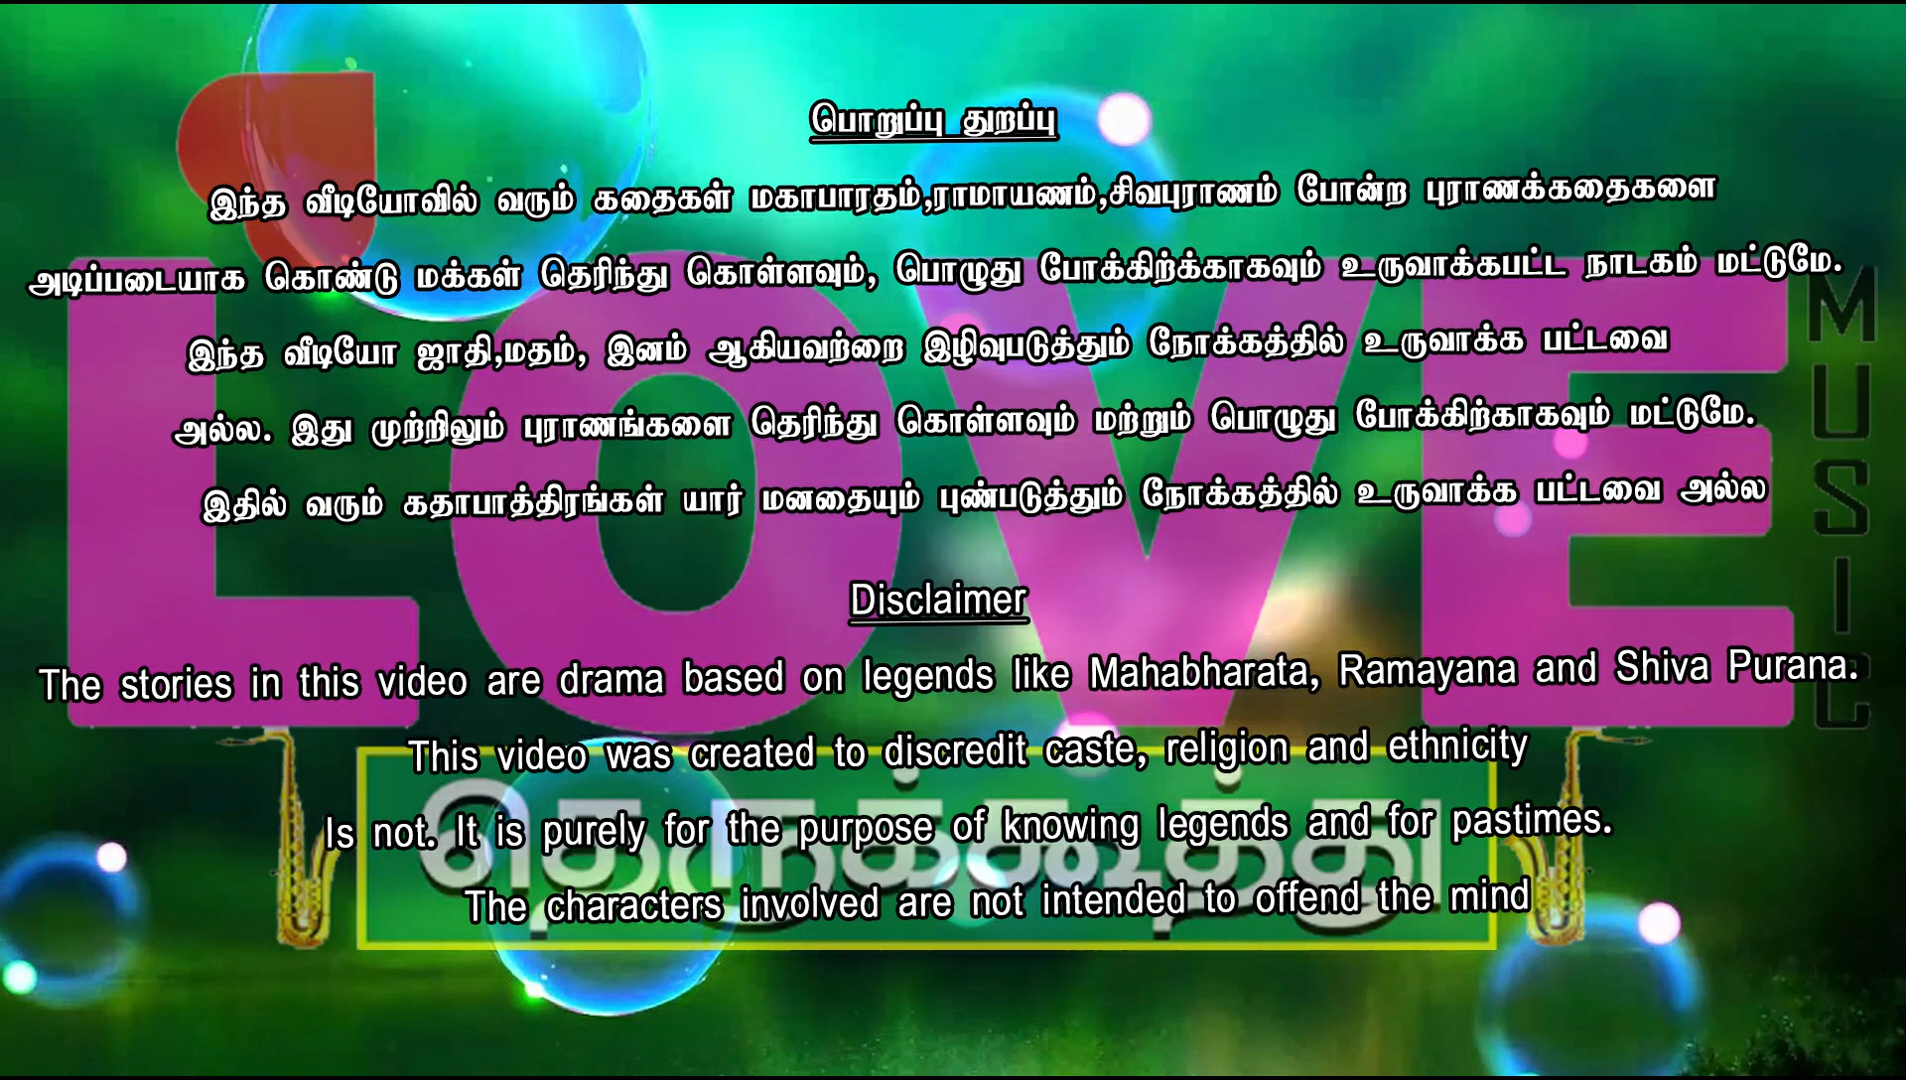 பொறுப்பு துறப்பு
இந்த வீடியோவில் வரும் கதைகள் மகாபாரதம்,ராமாயணம்,சிவபுராணம் போன்ற புராணக்கதைகளை
அடிப்படையாக கொண்டு மக்கள் தெரிந்து கொள்ளவும், பொழுது போக்கிற்க்காகவும் உருவாக்கபட்ட நாடகம் மட்டுமே.
இந்த வீடியோ ஜாதி,மதம், இனம் ஆகியவற்றை இழிவுபடுத்தும் நோக்கத்தில் உருவாக்க பட்டவை
அல்ல. இது முற்றிலும் புராணங்களை தெரிந்து கொள்ளவும் மற்றும் பொழுது போக்கிற்காகவும் மட்டுமே.
இதில் வரும் கதாபாத்திரங்கள் யார் மனதையும் புண்படுத்தும் நோக்கத்தில் உருவாக்க பட்டவை அல்ல
LOVE
MUSIC
Disclaimer
The stories in this video are drama based on legends like Mahabharata, Ramayana and Shiva Purana.
This video was created to discredit caste, religion and ethnicity
Is not. It is purely for the purpose of knowing legends and for pastimes.
The characters involved are not intended to offend the mind
தெருக்கூத்து